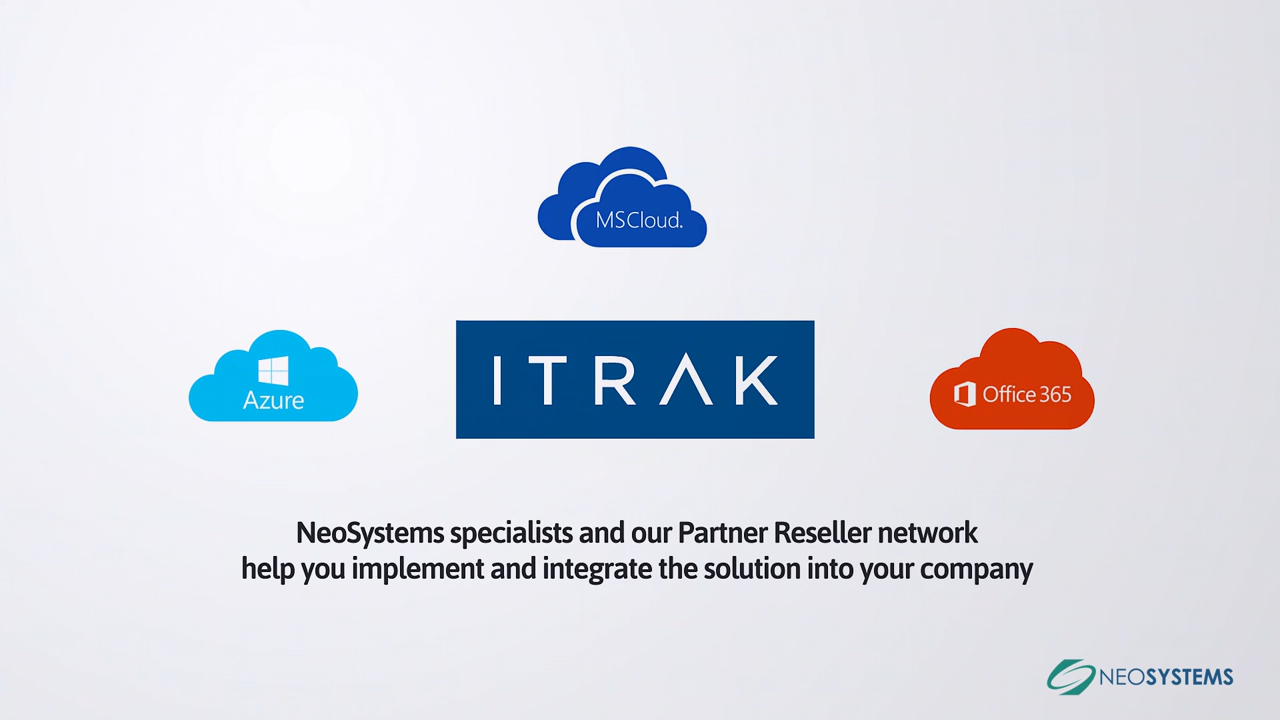 MSCloud.
Azure
ITRAK
Office 365
NeoSystems specialists and our Partner Reseller network
help you implement and integrate the solution into your company
NEOSYSTEMS